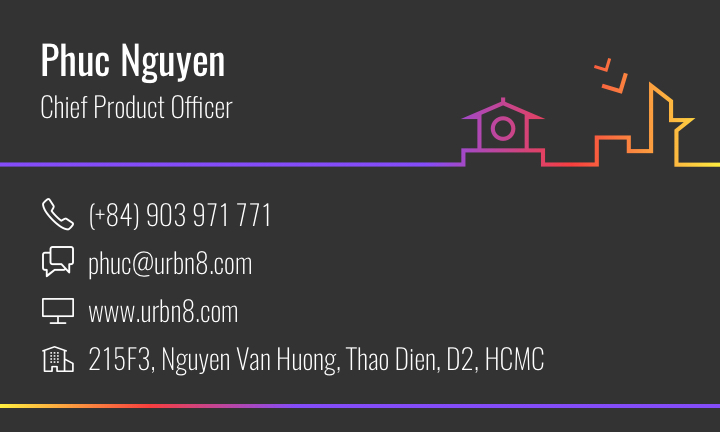 Phuc Nguyen
Chief Product Officer
(+84) 903 971 771
phuc@urbn8.com
www.urbn8.com
215F3, Nguyen Van Huong, Thao Dien, D2, HCMC